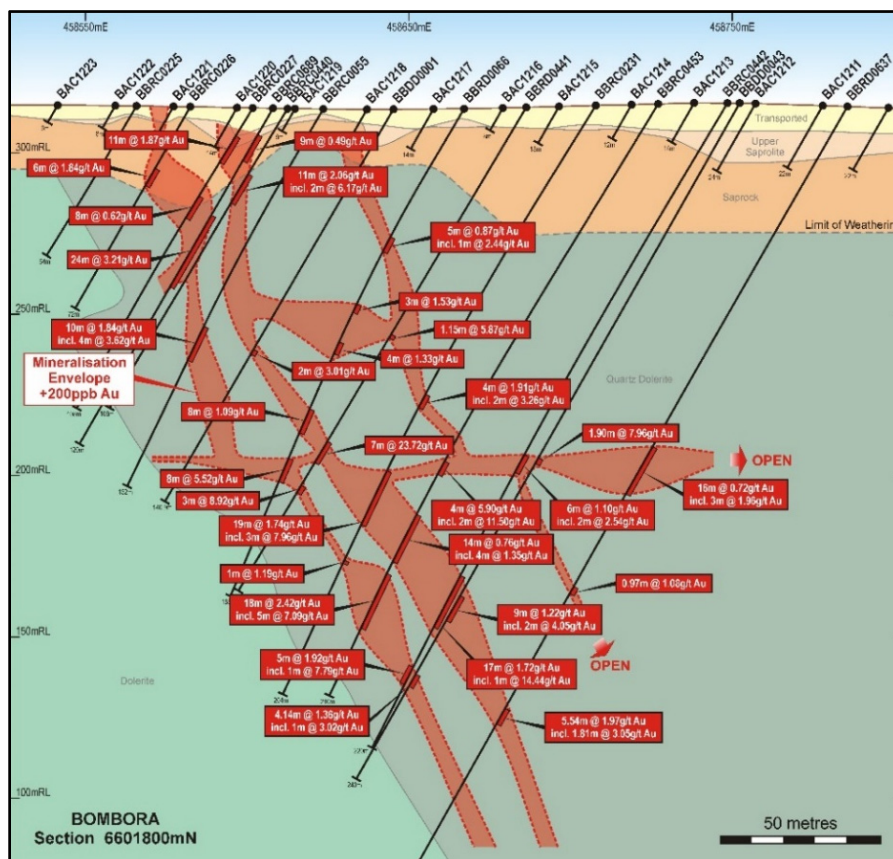 458550mE
458650mE
458750mE
BAC1223
BAC1222
BBRC0225
BAC1221
BBRC0226
BAC1220
BBRC0227
BAC1219
BBRC0055
BAC1218
BBDD0001
BAC1217
BBRD0066
BAC1216
BBRD0441
BAC1215
BBRC0231
BAC1214
BBRC0453
BAC1213
BBRC0442
BBDD0043
BAC1212
BAC1211
BBRD0637
Transported
Upper
Saprolite
Saprock
Limit of Weatherin
300mRL
250mRL
200mRL
150mRL
100mRL
11m @ 1.87g/t Au
9m @ 0.49g/t Au
6m @ 1.84g/t Au
11m @ 2.06g/t Au
incl. 2m @ 6.17g/t Au
8m @ 0.62g/t Au
5m @ 0.87g/t Au
incl. 1m @ 2.44g/t Au
24m @ 3.21g/t Au
3m @ 1.53g/t Au
10m @ 1.84g/t Au
incl. 4m @ 3.62g/t Au
1.15m @ 5.87g/t Au
4m @ 1.33g/t Au
2m @ 3.01g/t Au
Mineralisation
Envelope
+200ppb Au
Quartz Dolerite
4m @ 1.91g/t Au
incl. 2m @ 3.26g/t Au
8m @ 1.09g/t Au
1.90m @ 7.96g/t Au
7m @ 23.72g/t Au
OPEN
8m @ 5.52g/t Au
3m @ 8.92g/t Au
16m @ 0.72g/t Au
incl. 3m @ 1.96g/t Au
4m @ 5.90g/t Au
incl. 2m @ 11.50g/t Au
6m @ 1.10g/t Au
incl. 2m @ 2.54g/t Au
19m @ 1.74g/t Au
incl. 3m @ 7.96g/t Au
14m @ 0.76g/t Au
incl. 4m @ 1.35g/t Au
1m @ 1.19g/t Au
0.97m @ 1.08g/t Au
18m @ 2.42g/t Au
incl. 5m @ 7.09g/t Au
9m @ 1.22g/t Au
incl. 2m @ 4.05g/t Au
OPEN
5m @ 1.92g/t Au
incl. 1m @ 7.79g/t Au
17m @ 1.72g/t Au
incl. 1m @ 14.44g/t Au
Dolerite
4.14m @ 1.36g/t Au
incl. 1m @ 3.02g/t Au
5.54m @ 1.97g/t Au
incl. 1.81m @ 3.05g/t Au
BOMBORA
Section 6601800mN
50 metres